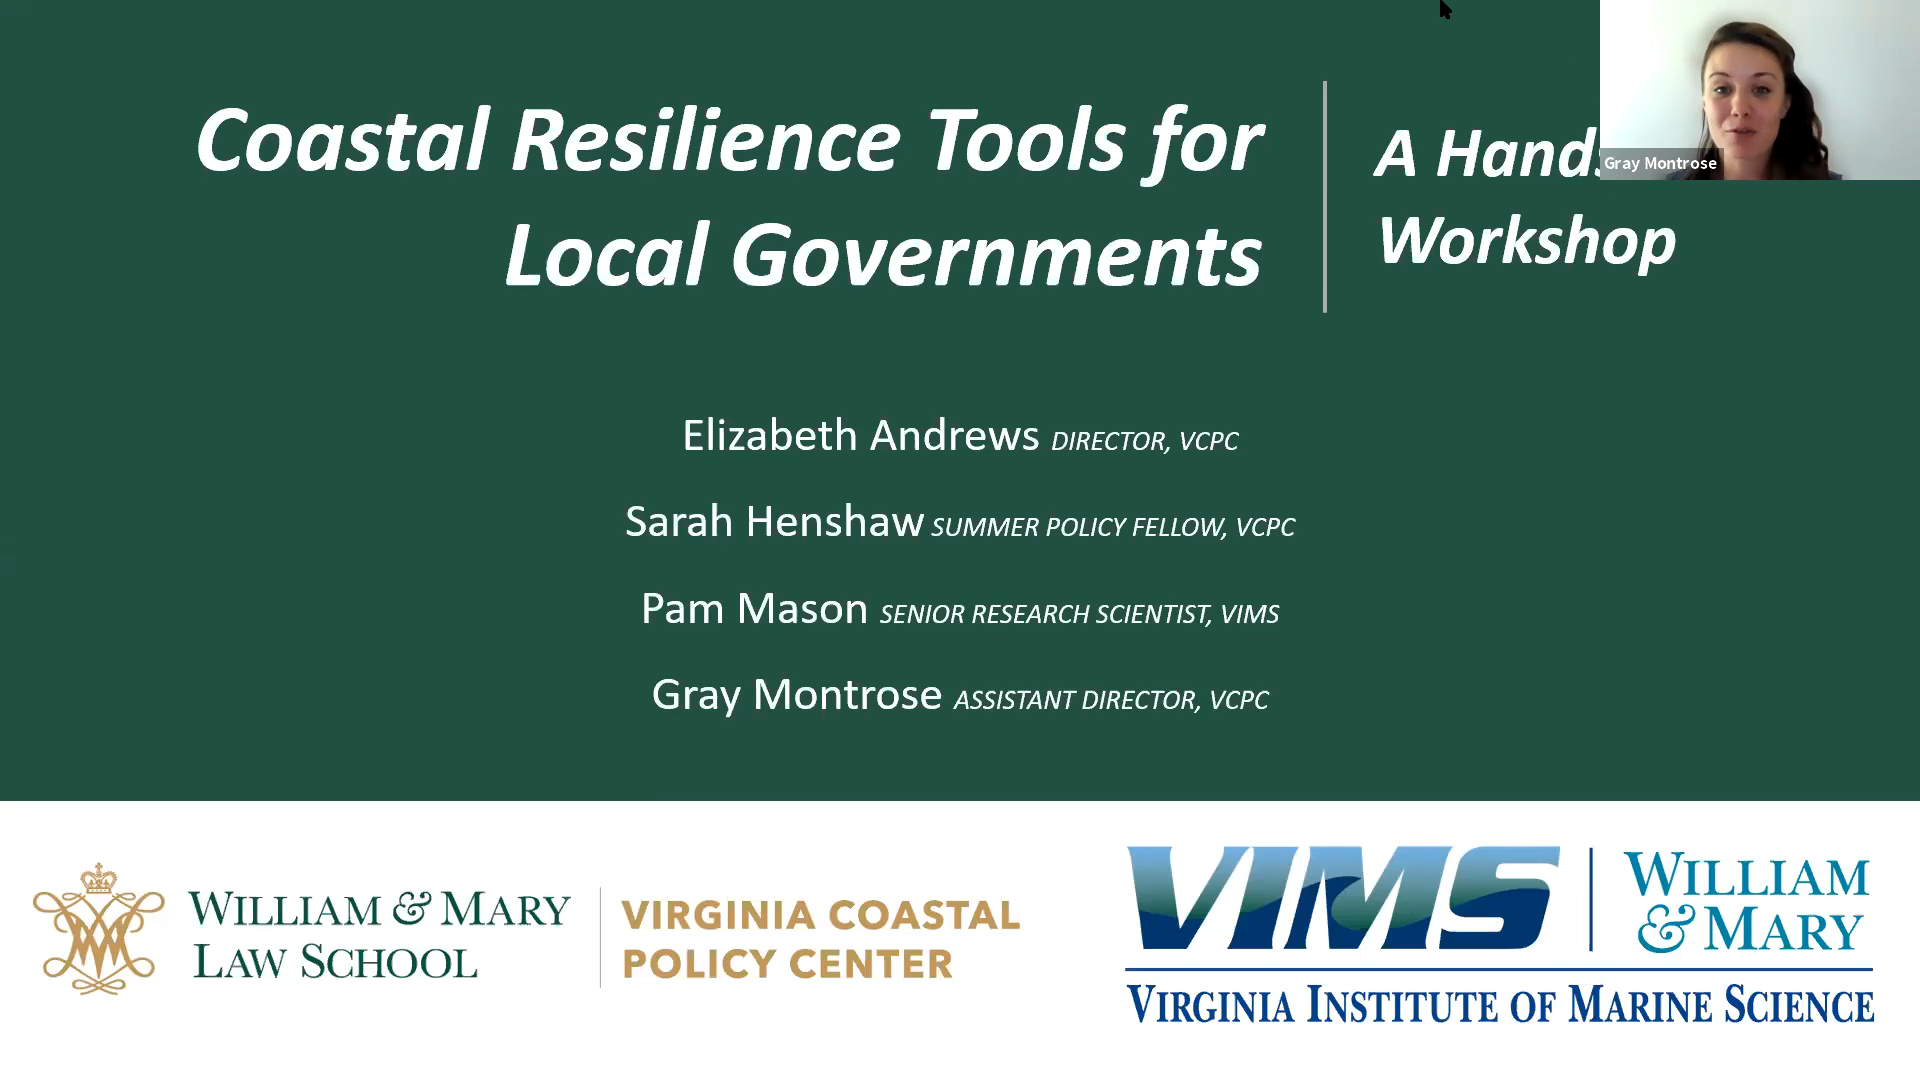 Coastal Resilience Tools for
Local Governments
A Hands
Workshop
Gray Montrose
Elizabeth Andrews DIRECTOR, VCPC
Sarah Henshaw SUMMER POLICY FELLOW, VCPC
Pam Mason SENIOR RESEARCH SCIENTIST, VIMS
Gray Montrose ASSISTANT DIRECTOR, VCPC
WILLIAM & MARY
LAW SCHOOL
VIRGINIA COASTAL
POLICY CENTER
VIMS
WILLIAM
& MARY
VIRGINIA INSTITUTE OF MARINE SCIENCE